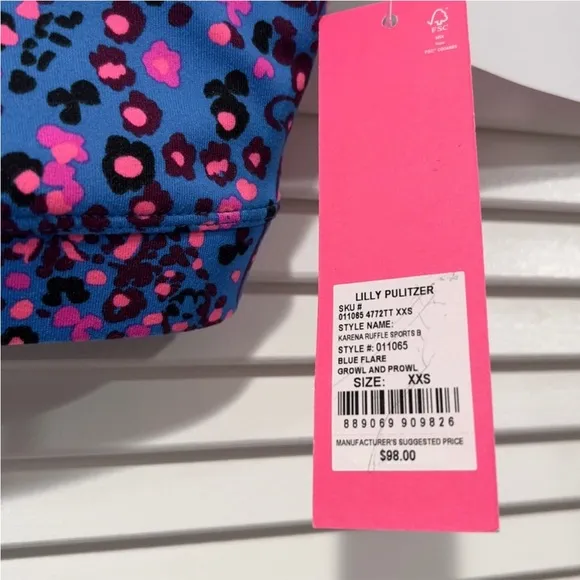 FSC
LILLY PULITZER
SKU #
011065 4772TT XXS
STYLE NAME:
KARENA RUFFLE SPORTS B
STYLE #: 011065
BLUE FLARE
GROWL AND PROWL
SIZE: XXS
889069 909826
MANUFACTURER'S SUGGESTED PRICE
$98.00